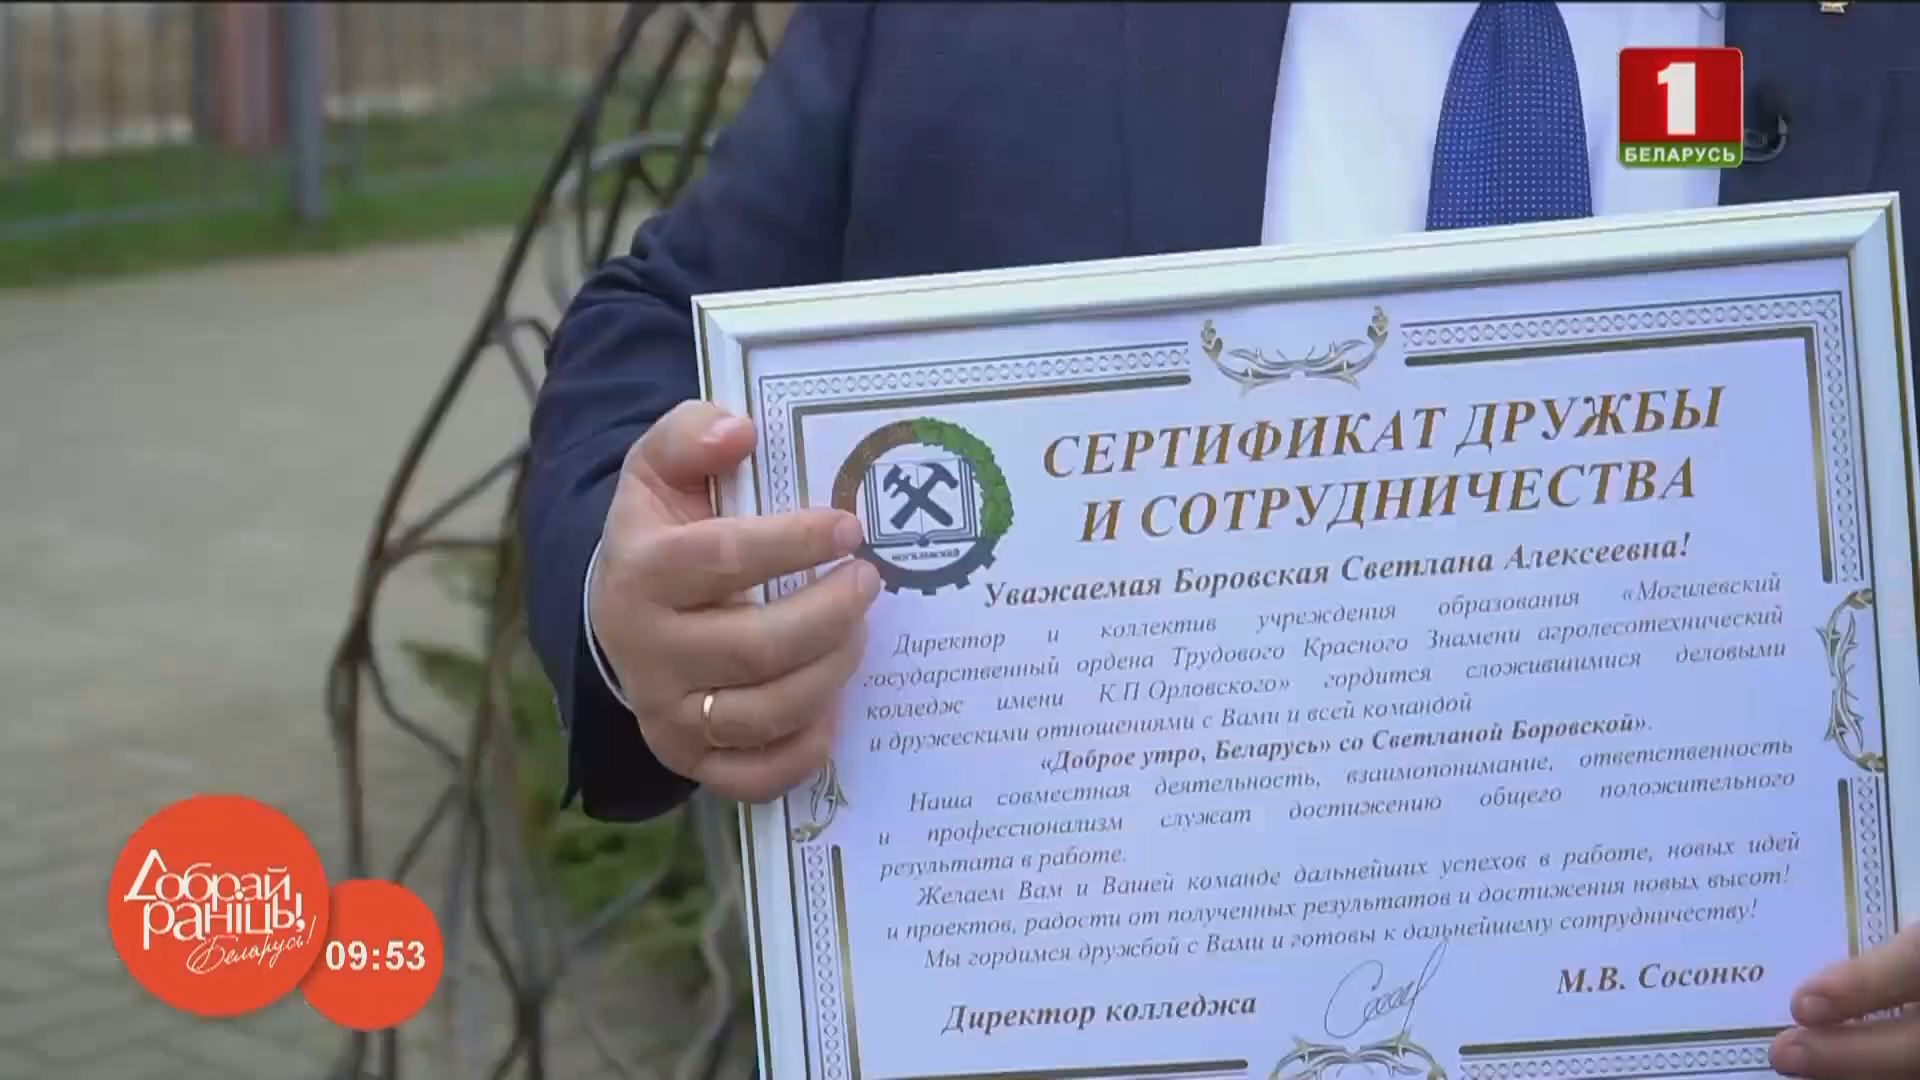 1
БЕЛАРУСЬ
СЕРТИФИКАТ ДРУЖБЫ
И СОТРУДНИЧЕСТВА
МОГИЛЕВСКИЙ
Уважаемая Боровская Светлана Алексеевна!
Директор и коллектив учреждения образования «Могилевский
государственный ордена Трудового Красного Знамени агролесотехнический
колледж имени К.П.Орловского» гордится сложившимися деловыми
и дружескими отношениями с Вами и всей командой
«Доброе утро, Беларусь» со Светланой Боровской».
Наша совместная деятельность, взаимопонимание, ответственность
и профессионализм служат достижению общего положительного
результата в работе.
Желаем Вам и Вашей команде дальнейших успехов в работе, новых идей
и проектов, радости от полученных результатов и достижения новых высот!
Мы гордимся дружбой с Вами и готовы к дальнейшему сотрудничеству!
Директор колледжа М.В. Сосонко
Добрай
раніцы,
Беларусь!
09:53